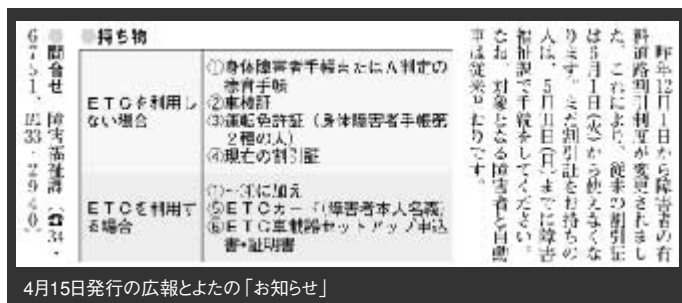 昨年12月1日から障害者の有
料道路割引制度が変更されまし
た。これにより、従来の割引証
は6月1日(火)から使えなくな
ります。まだ割引証をお持ちの
人は、5月 日(日)までに障害
福祉課で手続をしてください。
なお、対象となる障害者と自動
車は従来どおりです。
持ち物
ETCを利用し
ない場合
①身体障害者手帳またはA判定の
療育手帳
②車検証
③運転免許証(身体障害者手帳第
2種の人)
④現在の割引証
ETCを利用す
る場合
①~④に加え
⑤ETCカード(障害者本人名義)
⑥ETC車載器セットアップ申込
書・証明書
問合せ 障害福祉課(☎34・
6751、 33・2940)
4月15日発行の広報とよたの「お知らせ」